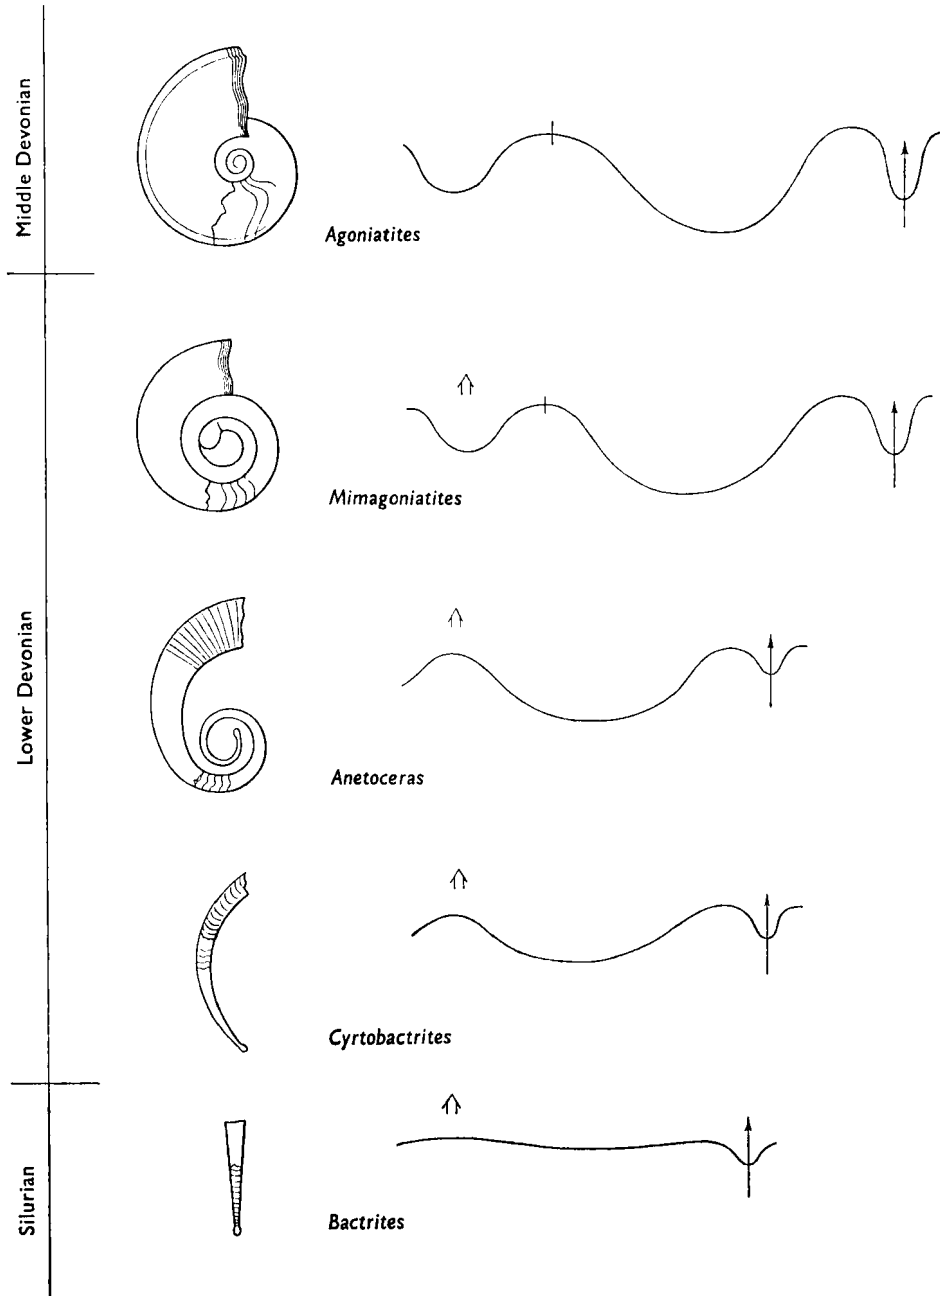 Middle Devonian
Agoniatites
Mimagoniatites
Lower Devonian
Anetoceras
Cyrtobactrites
Silurian
Bactrites